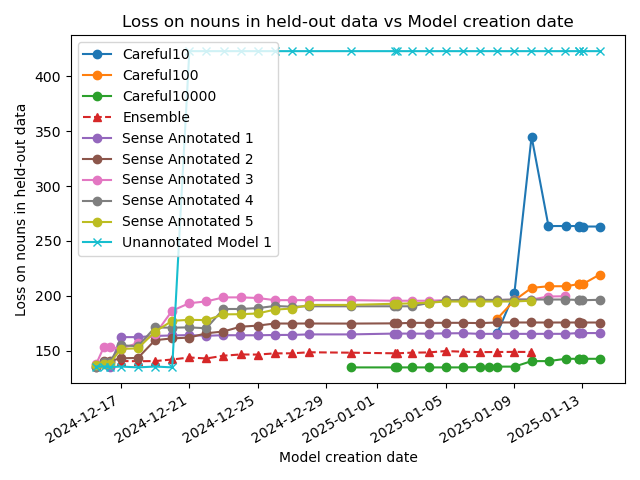 Loss on nouns in held-out data vs Model creation date
Loss on nouns in held-out data
400
350
300
250
200
150
Careful10
Careful100
Careful10000
Ensemble
Sense Annotated 1
Sense Annotated 2
Sense Annotated 3
Sense Annotated 4
Sense Annotated 5
Unannotated Model 1
2024-12-17
2024-12-21
2024-12-25
2024-12-29
2025-01-01
2025-01-05
2025-01-09
2025-01-13
Model creation date